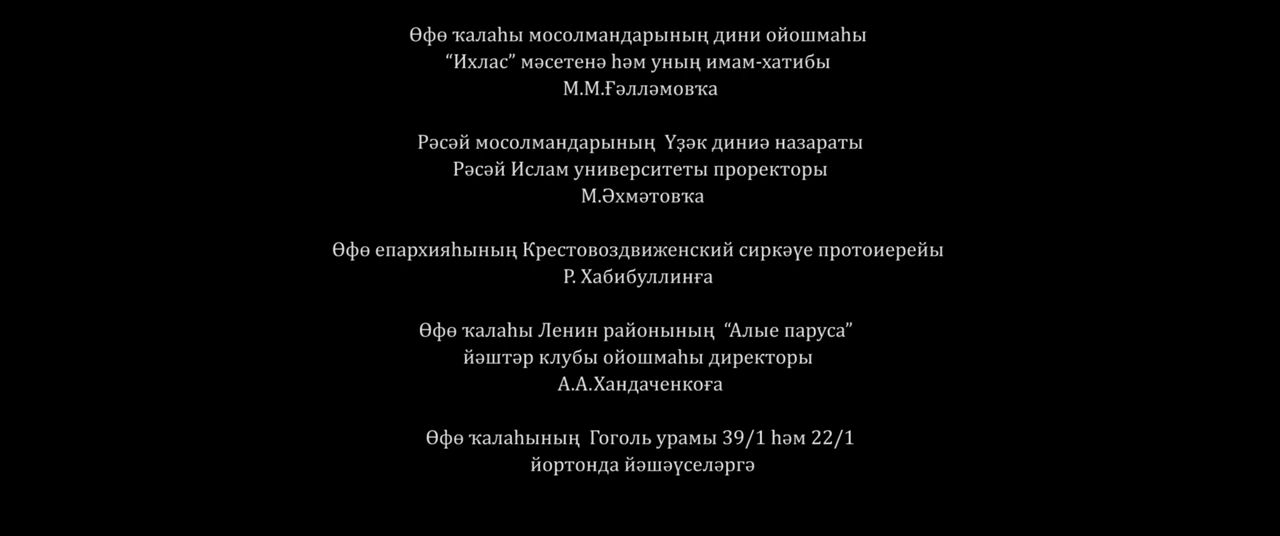 Өфө ҡалаһы мосолмандарының дини ойошмаһы
“Ихлас” мәсетенә һәм уның имам-хатибы
М.М.Ғәлләмовҡа
Рәсәй мосолмандарының Үҙәк диниә назараты
Рәсәй Ислам университеты проректоры
М.Әхмәтовҡа
Өфө епархияһының Крестовоздвиженский сиркәүе протоиерейы
Р. Хабибуллинға
Өфө ҡалаһы Ленин районының “Алые паруса”
йәштәр клубы ойошмаһы директоры
А.А.Хандаченкоға
Өфө ҡалаһының Гоголь урамы 39/1 һәм 22/1
йортонда йәшәүселәргә